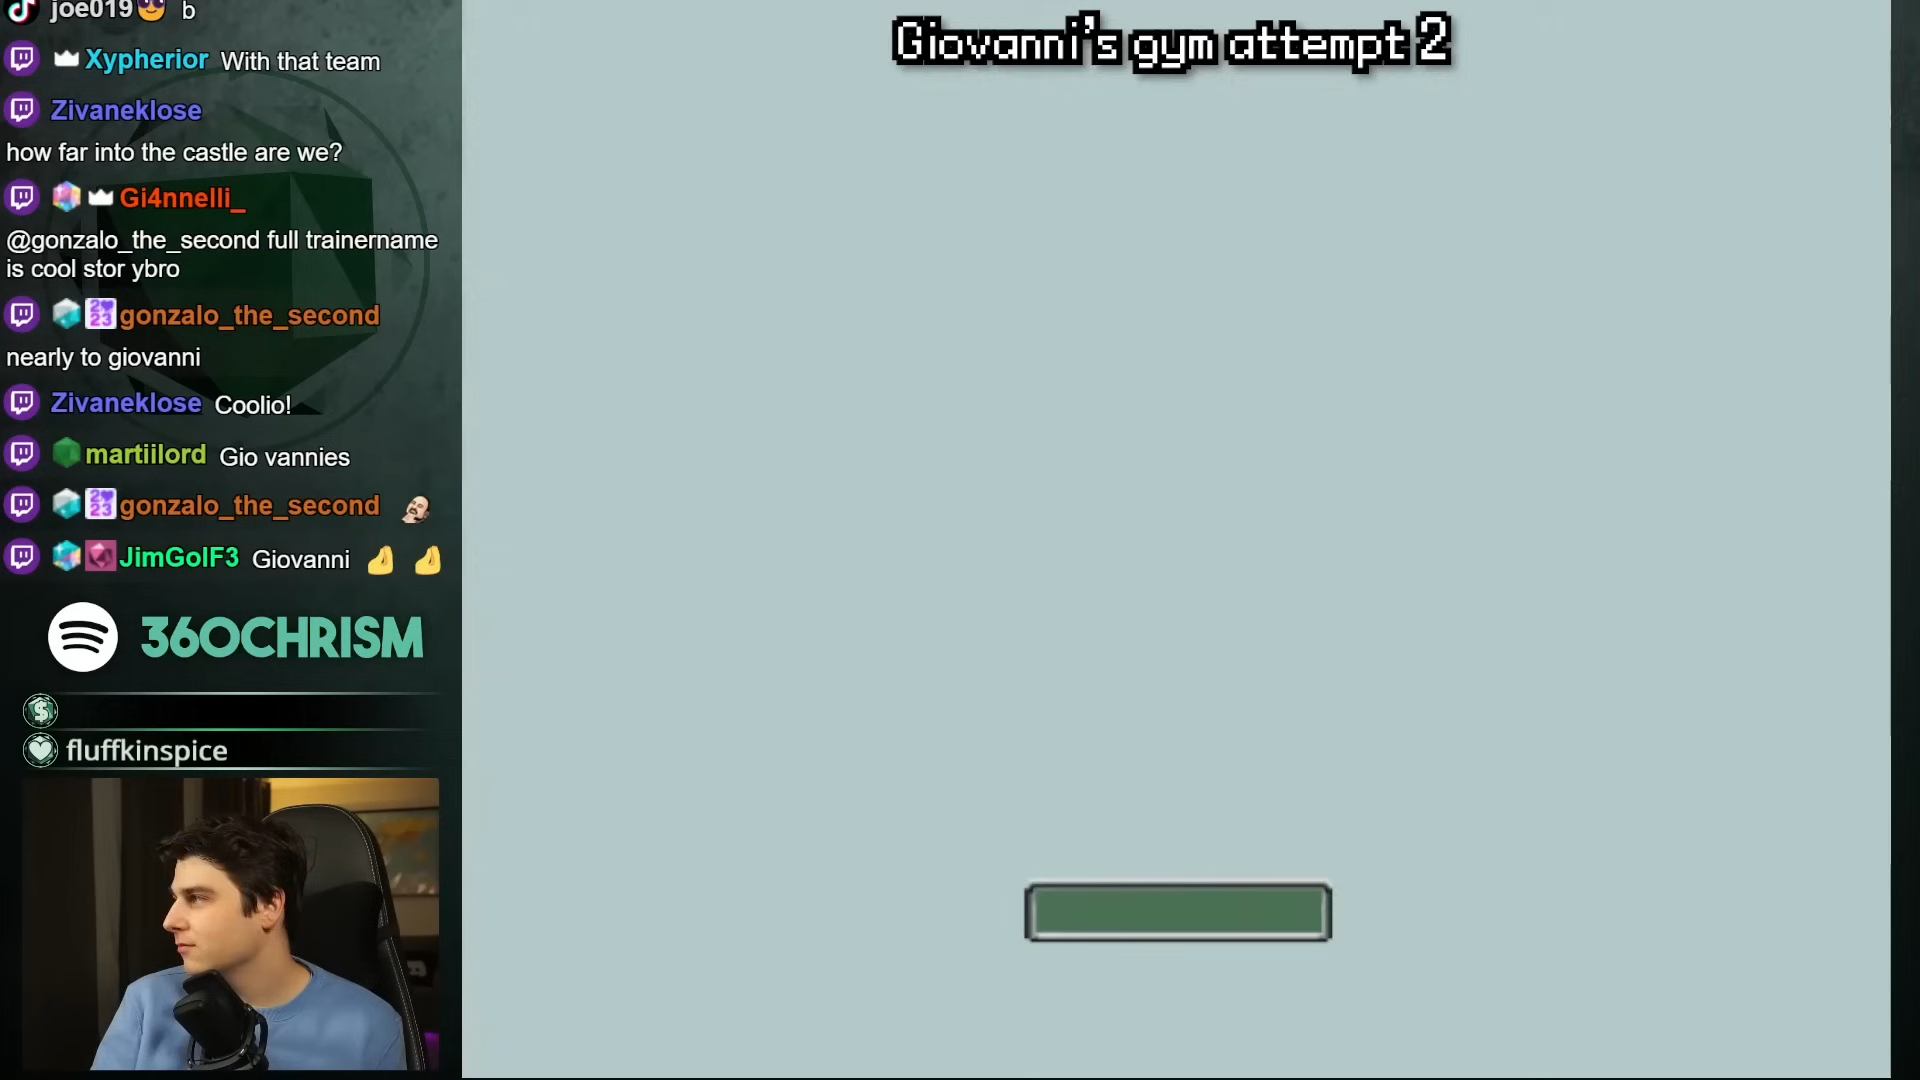 joe019 b
Xypherior With that team
Zivaneklose
how far into the castle are we?
Gi4nnelli_
@gonzalo_the_second full trainername
is cool stor ybro
gonzalo_the_second
nearly to giovanni
Zivaneklose Coolio!
martiilord Gio vannies
gonzalo_the_second
JimGolF3 Giovanni
360CHRISM
fluffkinspice
Giovanni's gym attempt 2